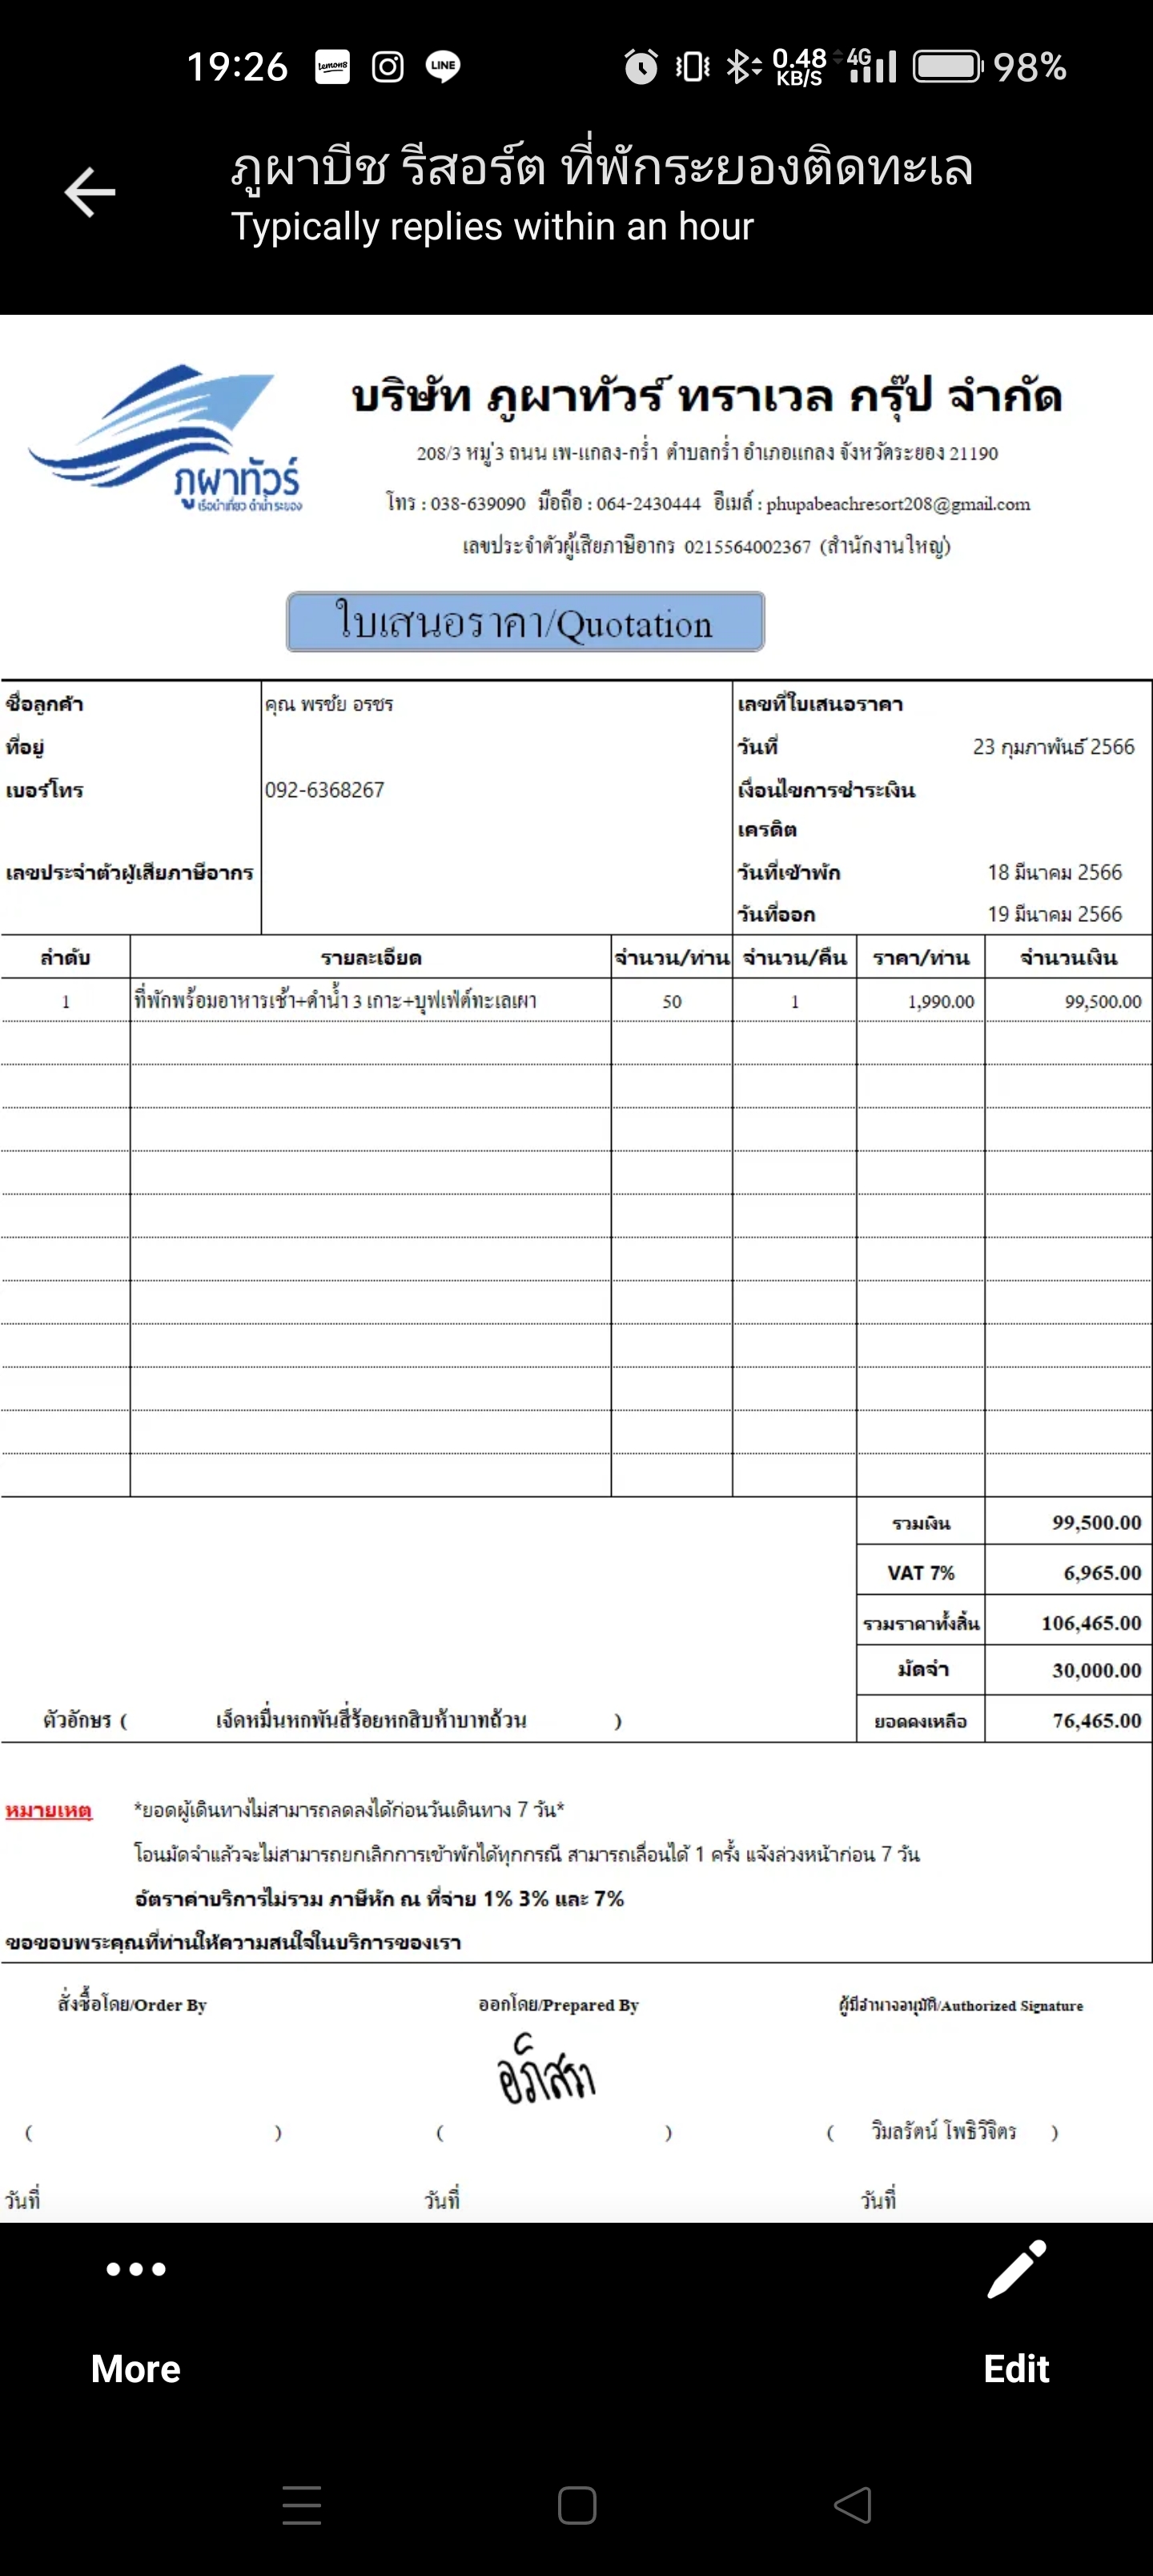 19:26 lemon8 LINE 0.48 KB/S 4G 98%
ภูผาบีช รีสอร์ต ที่พักระยองติดทะเล
Typically replies within an hour
ภูผาทัวร์
เรือนำเที่ยว ดำน้ำ ระยอง
บริษัท ภูผาทัวร์ ทราเวล กรุ๊ป จำกัด
208/3 หมู่ 3 ถนน เพ-แกลง-กร่ำ ตำบลกร่ำ อำเภอแกลง จังหวัดระยอง 21190
โทร : 038-639090 มือถือ : 064-2430444 อีเมล์ : phupabeachresort208@gmail.com
เลขประจำตัวผู้เสียภาษีอากร 0215564002367 (สำนักงานใหญ่)
ใบเสนอราคา/Quotation
ชื่อลูกค้า คุณ พรชัย อรชร เลขที่ใบเสนอราคา
ที่อยู่ วันที่ 23 กุมภาพันธ์ 2566
เบอร์โทร 092-6368267 เงื่อนไขการชำระเงิน
เครดิต
เลขประจำตัวผู้เสียภาษีอากร วันที่เข้าพัก 18 มีนาคม 2566
วันที่ออก 19 มีนาคม 2566
ลำดับ รายละเอียด จำนวน/ท่าน จำนวน/คืน ราคา/ท่าน จำนวนเงิน
1 ที่พักพร้อมอาหารเช้า+ดำน้ำ 3 เกาะ+บุฟเฟ่ต์ทะเลเผา 50 1 1,990.00 99,500.00
รวมเงิน 99,500.00
VAT 7% 6,965.00
รวมราคาทั้งสิ้น 106,465.00
มัดจำ 30,000.00
ตัวอักษร ( เจ็ดหมื่นหกพันสี่ร้อยหกสิบห้าบาทถ้วน ) ยอดคงเหลือ 76,465.00
หมายเหตุ *ยอดผู้เดินทางไม่สามารถลดลงได้ก่อนวันเดินทาง 7 วัน*
โอนมัดจำแล้วจะไม่สามารถยกเลิกการเข้าพักได้ทุกกรณี สามารถเลื่อนได้ 1 ครั้ง แจ้งล่วงหน้าก่อน 7 วัน
อัตราค่าบริการไม่รวม ภาษีหัก ณ ที่จ่าย 1% 3% และ 7%
ขอขอบพระคุณที่ท่านให้ความสนใจในบริการของเรา
สั่งซื้อโดย/Order By ออกโดย/Prepared By ผู้มีอำนาจอนุมัติ/Authorized Signature
อภิสรา
( ) ( ) ( วิมลรัตน์ โพธิวิจิตร )
วันที่ วันที่ วันที่
More Edit